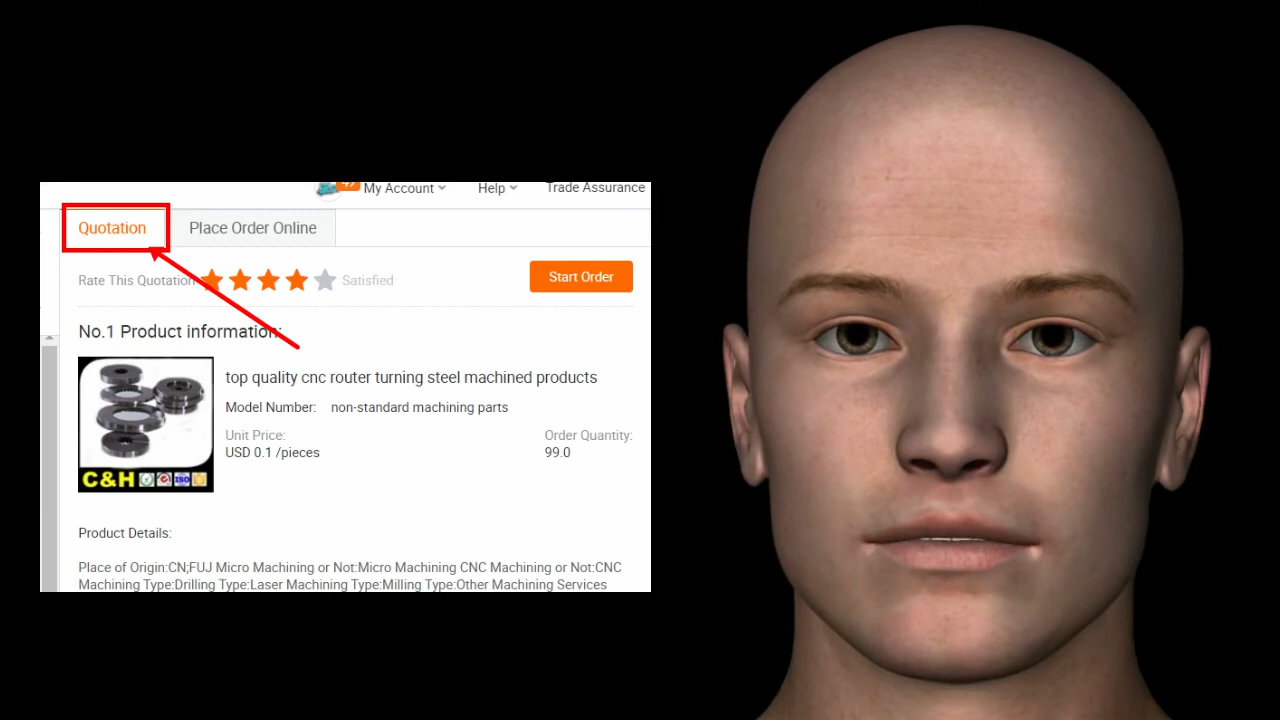 My Account Help Trade Assurance
Quotation Place Order Online
Rate This Quotation Satisfied Start Order
No.1 Product information:
top quality cnc router turning steel machined products
Model Number: non-standard machining parts
Unit Price: Order Quantity:
USD 0.1 /pieces 99.0
C&H ISO
Product Details:
Place of Origin:CN;FUJ Micro Machining or Not:Micro Machining CNC Machining or Not:CNC
Machining Type:Drilling Type:Laser Machining Type:Milling Type:Other Machining Services